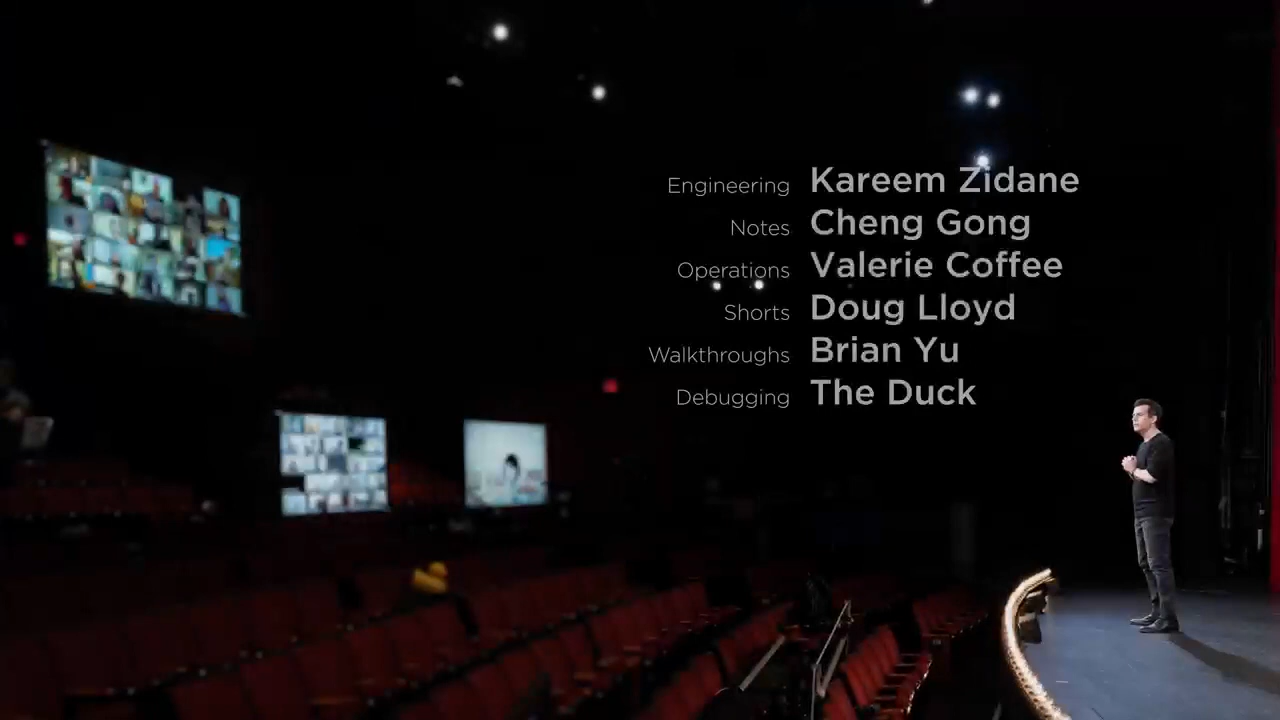 Engineering Kareem Zidane
Notes Cheng Gong
Operations Valerie Coffee
Shorts Doug Lloyd
Walkthroughs Brian Yu
Debugging The Duck